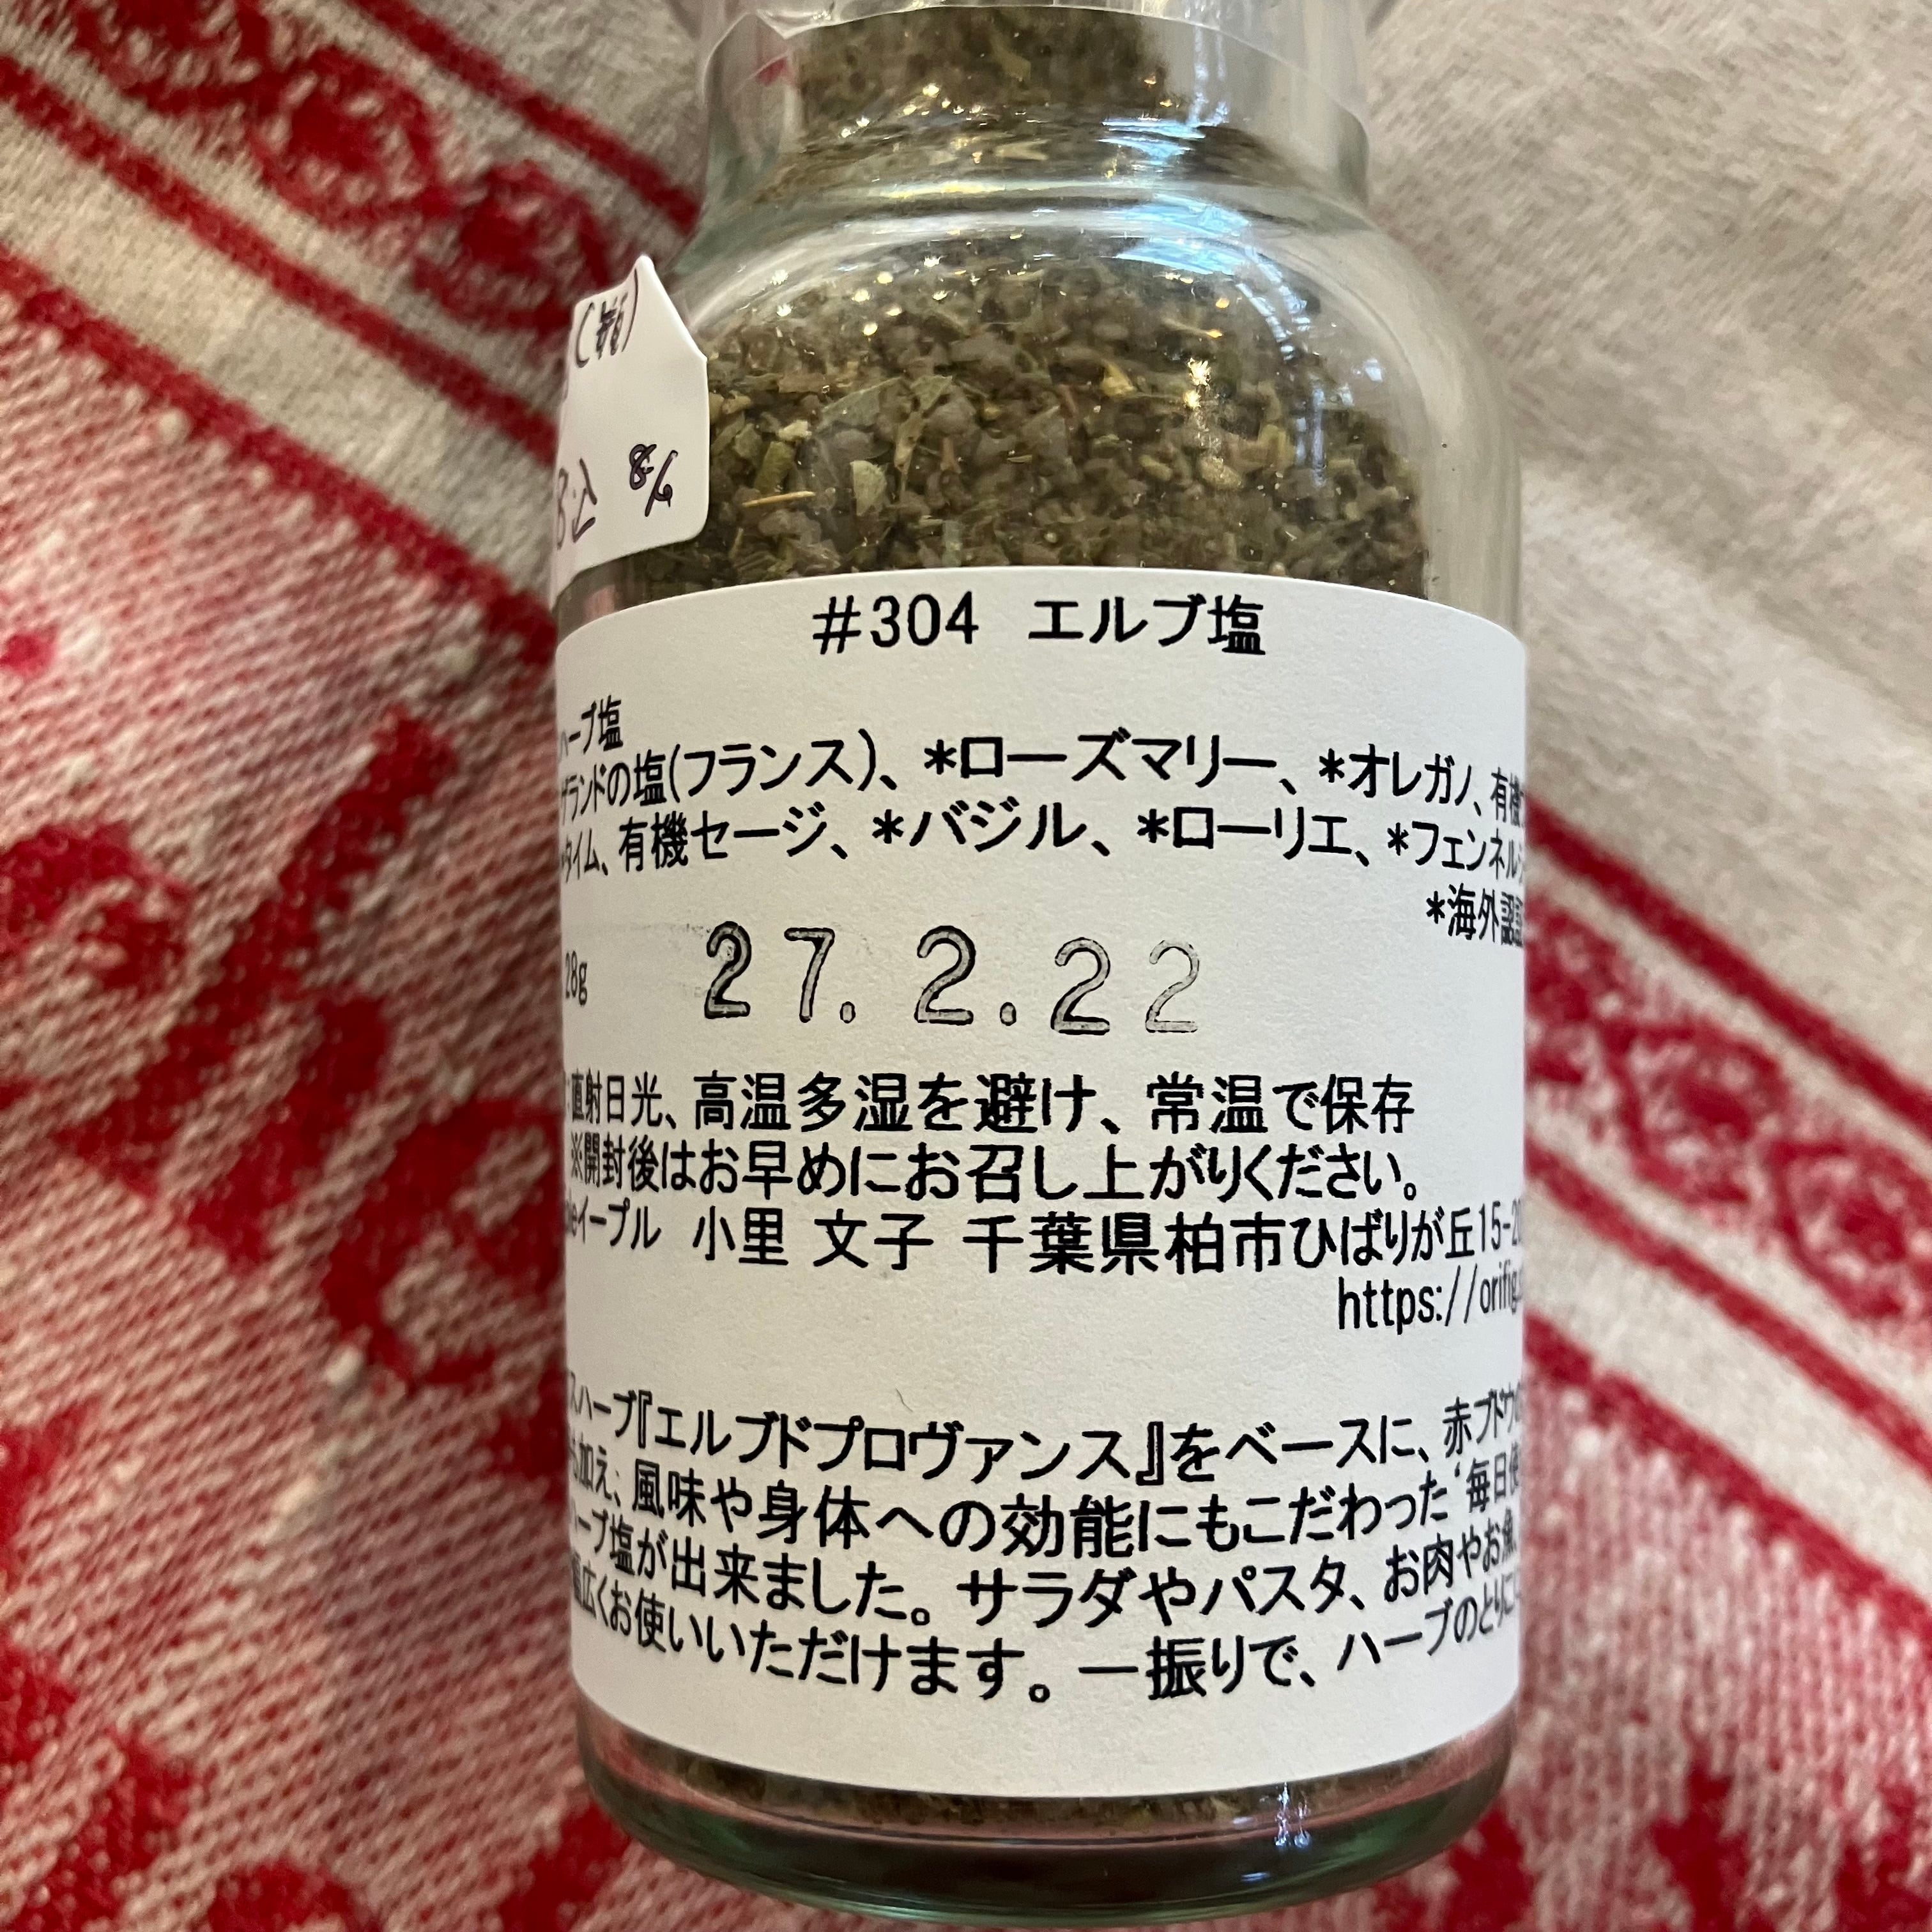 (瓶)
込 8%
#304 エルブ塩
ハーブ塩
ゲランドの塩(フランス)、*ローズマリー、*オレガノ、有機
*タイム、有機セージ、*バジル、*ローリエ、*フェンネル
*海外認
28g 27.2.22
直射日光、高温多湿を避け、常温で保存
※開封後はお早めにお召し上がりください。
イープル 小里 文子 千葉県柏市ひばりが丘15-2
https://orifig
スハーブ『エルブドプロヴァンス』をベースに、赤ブドウ
加え、風味や身体への効能にもこだわった‘毎日使
ハーブ塩が出来ました。サラダやパスタ、お肉やお魚
幅広くお使いいただけます。一振りで、ハーブのとりに